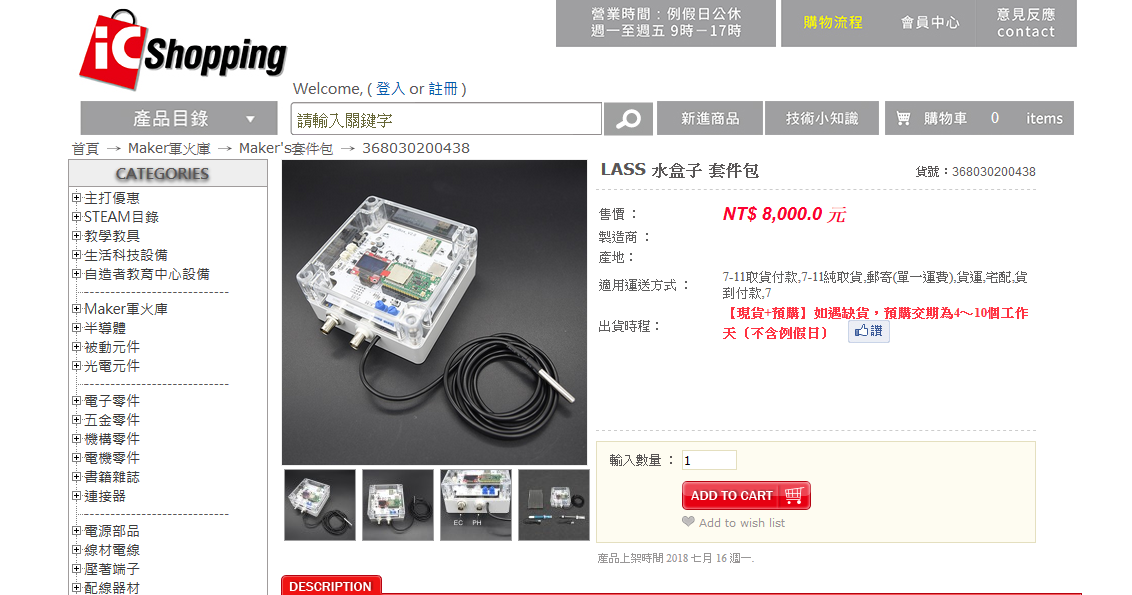 iCShopping
營業時間：例假日公休
週一至週五 9時－17時
購物流程
會員中心
意見反應
contact
Welcome, ( 登入 or 註冊 )
產品目錄 ▼
請輸入關鍵字
新進商品
技術小知識
購物車 0 items
首頁 → Maker軍火庫 → Maker's套件包 → 368030200438
CATEGORIES
主打優惠
STEAM目錄
教學教具
生活科技設備
自造者教育中心設備
Maker軍火庫
半導體
被動元件
光電元件
電子零件
五金零件
機構零件
電機零件
書籍雜誌
連接器
電源部品
線材電線
壓著端子
配線器材
EC PH
LASS 水盒子 套件包
貨號：368030200438
售價： NT$ 8,000.0 元
製造商：
產地：
適用運送方式： 7-11取貨付款,7-11純取貨,郵寄(單一運費),貨運,宅配,貨
到付款,7
出貨時程： 【現貨+預購】如遇缺貨，預購交期為4～10個工作
天〔不含例假日〕 讚
輸入數量： 1
ADD TO CART
Add to wish list
產品上架時間 2018 七月 16 週一.
DESCRIPTION